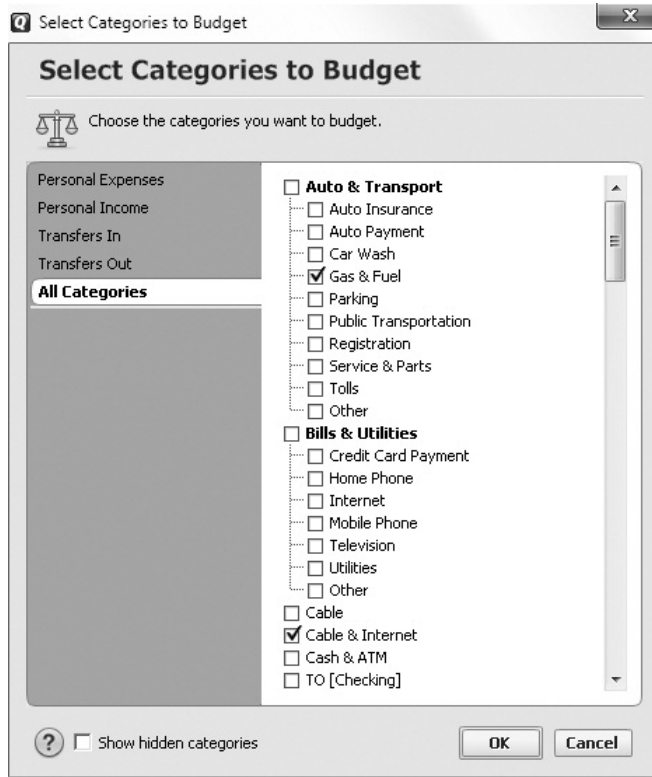 Select Categories to Budget
X
Select Categories to Budget
Choose the categories you want to budget.
Personal Expenses
Personal Income
Transfers In
Transfers Out
All Categories
Auto & Transport
Auto Insurance
Auto Payment
Car Wash
Gas & Fuel
Parking
Public Transportation
Registration
Service & Parts
Tolls
Other
Bills & Utilities
Credit Card Payment
Home Phone
Internet
Mobile Phone
Television
Utilities
Other
Cable
Cable & Internet
Cash & ATM
TO [Checking]
? Show hidden categories
OK Cancel